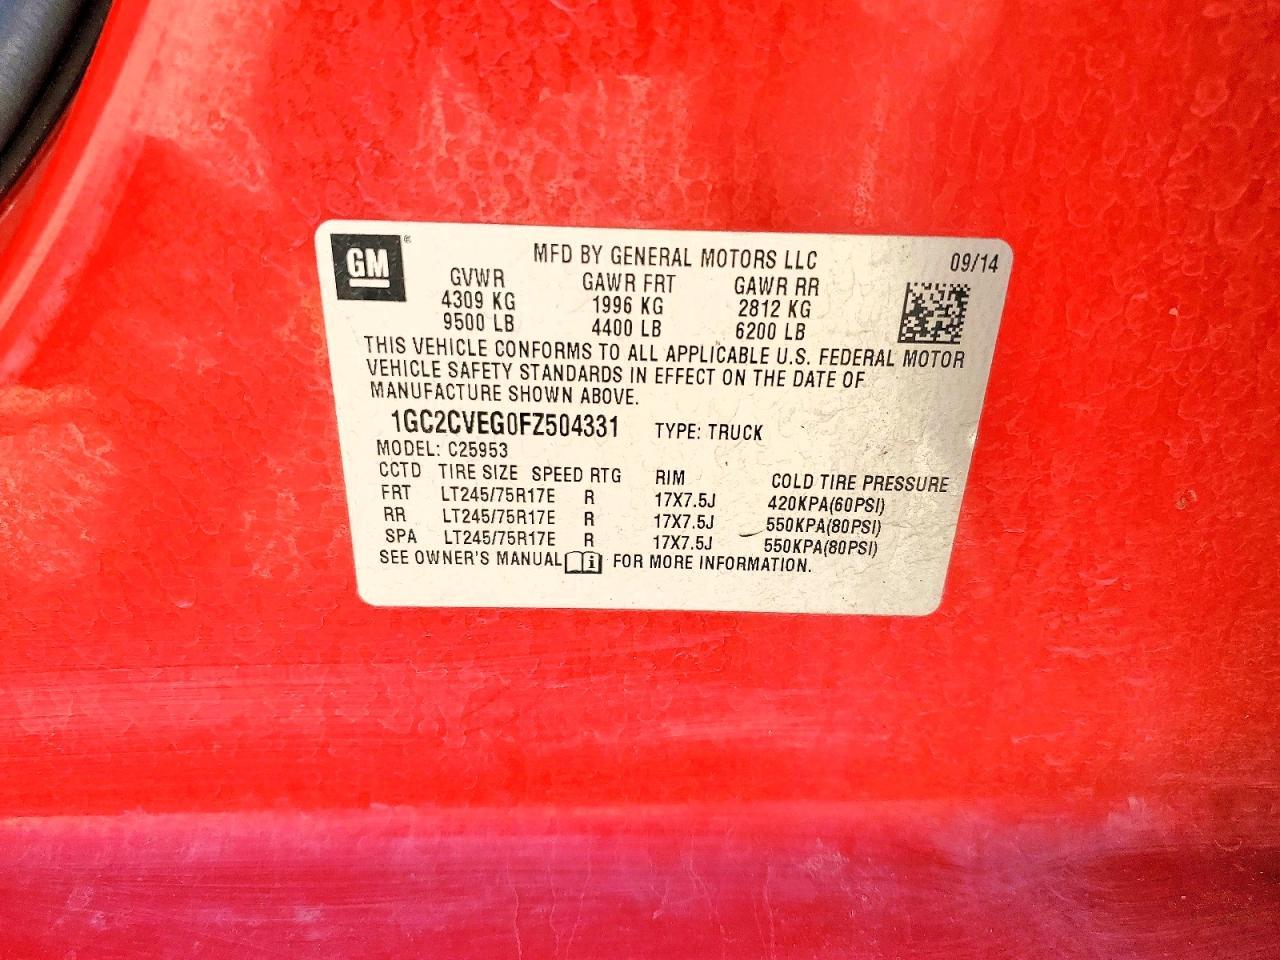 GM ®
MFD BY GENERAL MOTORS LLC 09/14
GVWR GAWR FRT GAWR RR
4309 KG 1996 KG 2812 KG
9500 LB 4400 LB 6200 LB
THIS VEHICLE CONFORMS TO ALL APPLICABLE U.S. FEDERAL MOTOR
VEHICLE SAFETY STANDARDS IN EFFECT ON THE DATE OF
MANUFACTURE SHOWN ABOVE.
1GC2CVEG0FZ504331 TYPE: TRUCK
MODEL: C25953
CCTD TIRE SIZE SPEED RTG RIM COLD TIRE PRESSURE
FRT LT245/75R17E R 17X7.5J 420KPA(60PSI)
RR LT245/75R17E R 17X7.5J 550KPA(80PSI)
SPA LT245/75R17E R 17X7.5J 550KPA(80PSI)
SEE OWNER'S MANUAL i FOR MORE INFORMATION.